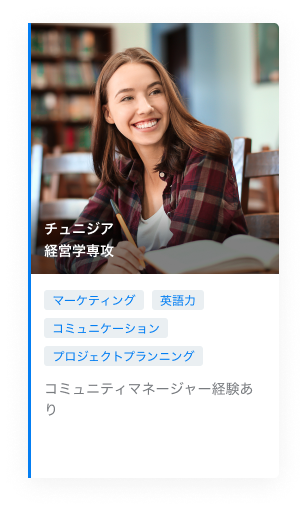 チュニジア
経営学専攻
マーケティング 英語力
コミュニケーション
プロジェクトプランニング
コミュニティマネージャー経験あ
り